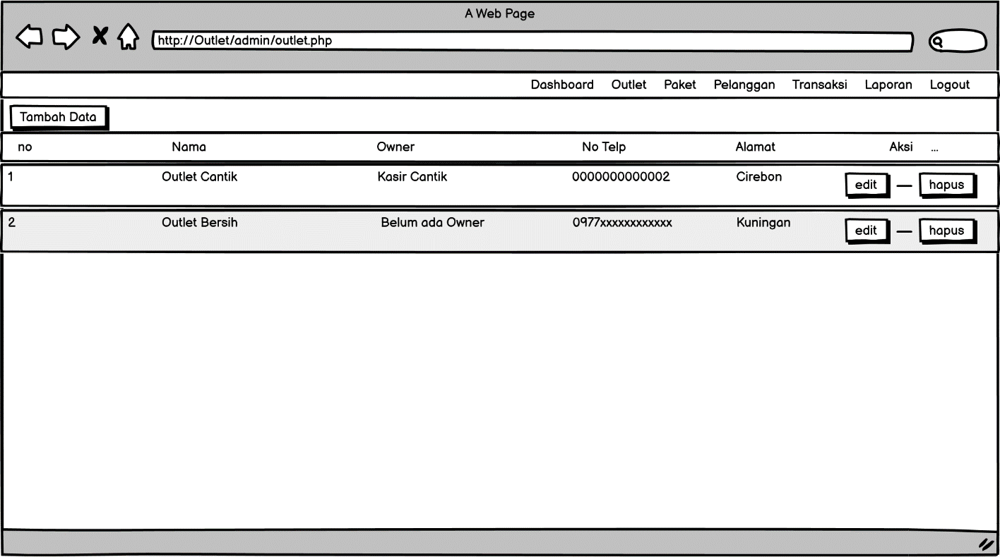 A Web Page
http://Outlet/admin/outlet.php
Dashboard Outlet Paket Pelanggan Transaksi Laporan Logout
Tambah Data
no Nama Owner No Telp Alamat Aksi ...
1 Outlet Cantik Kasir Cantik 0000000000002 Cirebon edit — hapus
2 Outlet Bersih Belum ada Owner 0977xxxxxxxxxxxx Kuningan edit — hapus